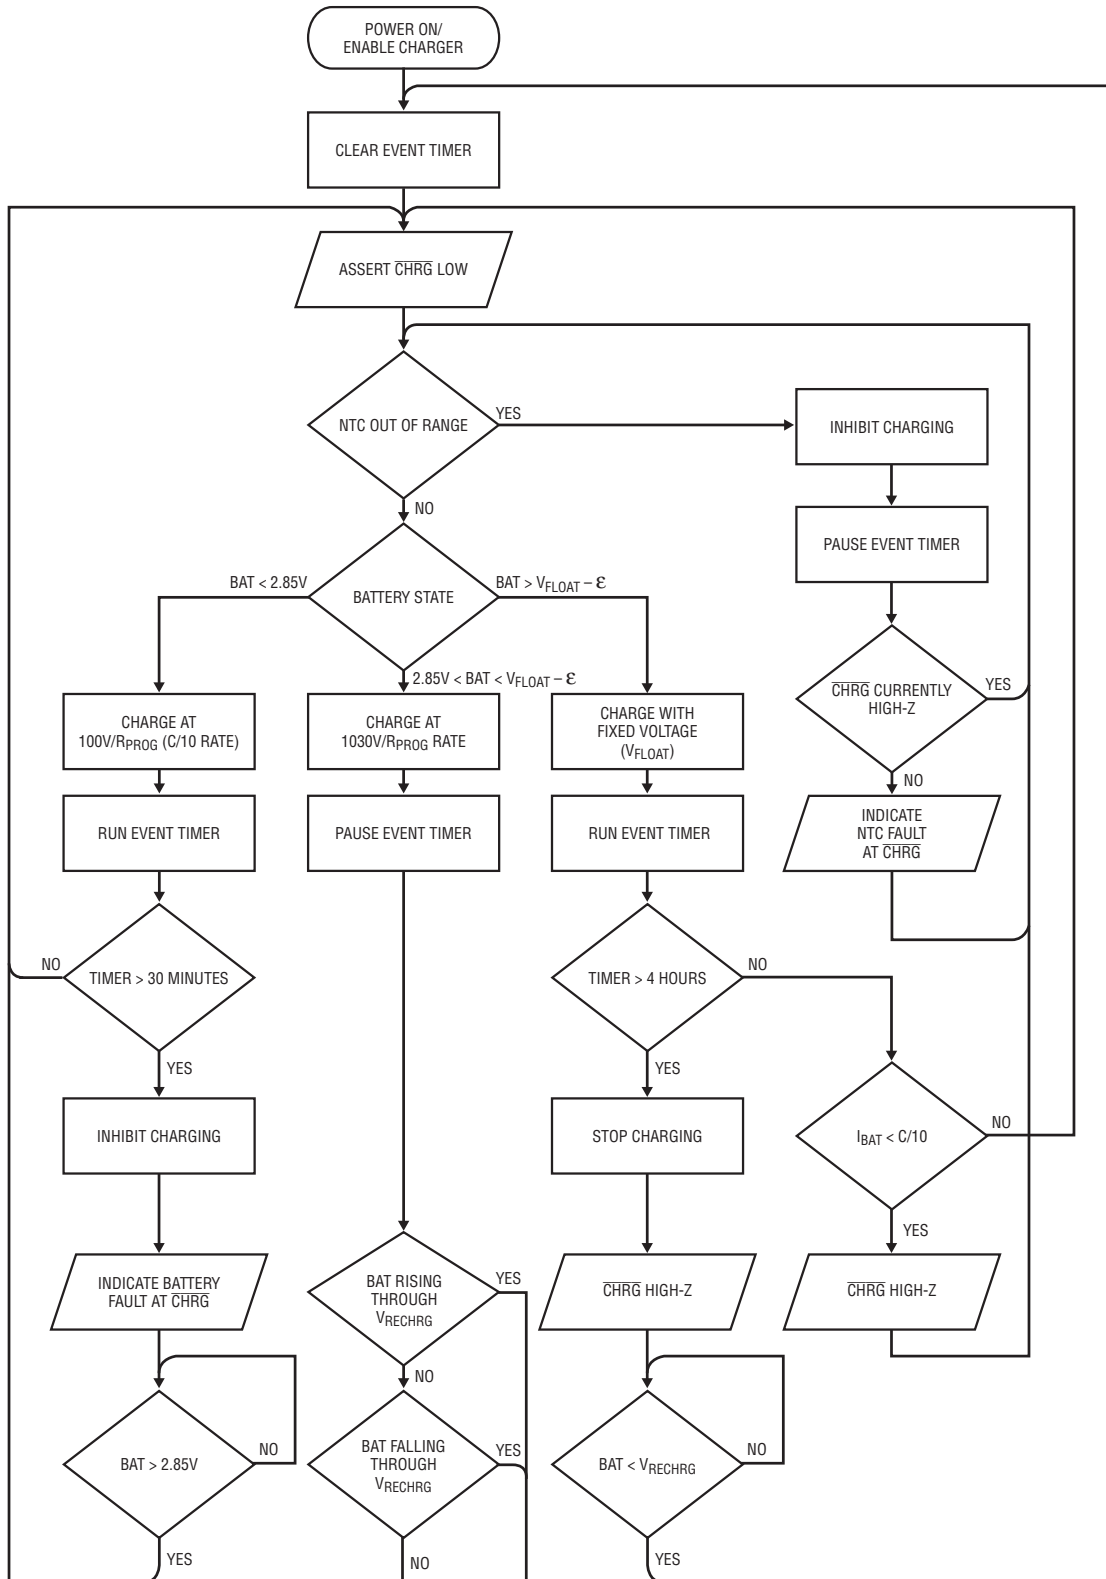 POWER ON/
ENABLE CHARGER
CLEAR EVENT TIMER
ASSERT CHRG LOW
NTC OUT OF RANGE
YES
INHIBIT CHARGING
NO
PAUSE EVENT TIMER
BAT < 2.85V
BATTERY STATE
BAT > VFLOAT – ε
2.85V < BAT < VFLOAT – ε
CHRG CURRENTLY
HIGH-Z
YES
NO
CHARGE AT
100V/RPROG (C/10 RATE)
CHARGE AT
1030V/RPROG RATE
CHARGE WITH
FIXED VOLTAGE
(VFLOAT)
INDICATE
NTC FAULT
AT CHRG
RUN EVENT TIMER
PAUSE EVENT TIMER
RUN EVENT TIMER
NO
TIMER > 30 MINUTES
YES
TIMER > 4 HOURS
NO
YES
INHIBIT CHARGING
STOP CHARGING
IBAT < C/10
NO
YES
INDICATE BATTERY
FAULT AT CHRG
BAT RISING
THROUGH
VRECHRG
YES
NO
CHRG HIGH-Z
CHRG HIGH-Z
BAT > 2.85V
NO
YES
BAT FALLING
THROUGH
VRECHRG
YES
NO
BAT < VRECHRG
NO
YES